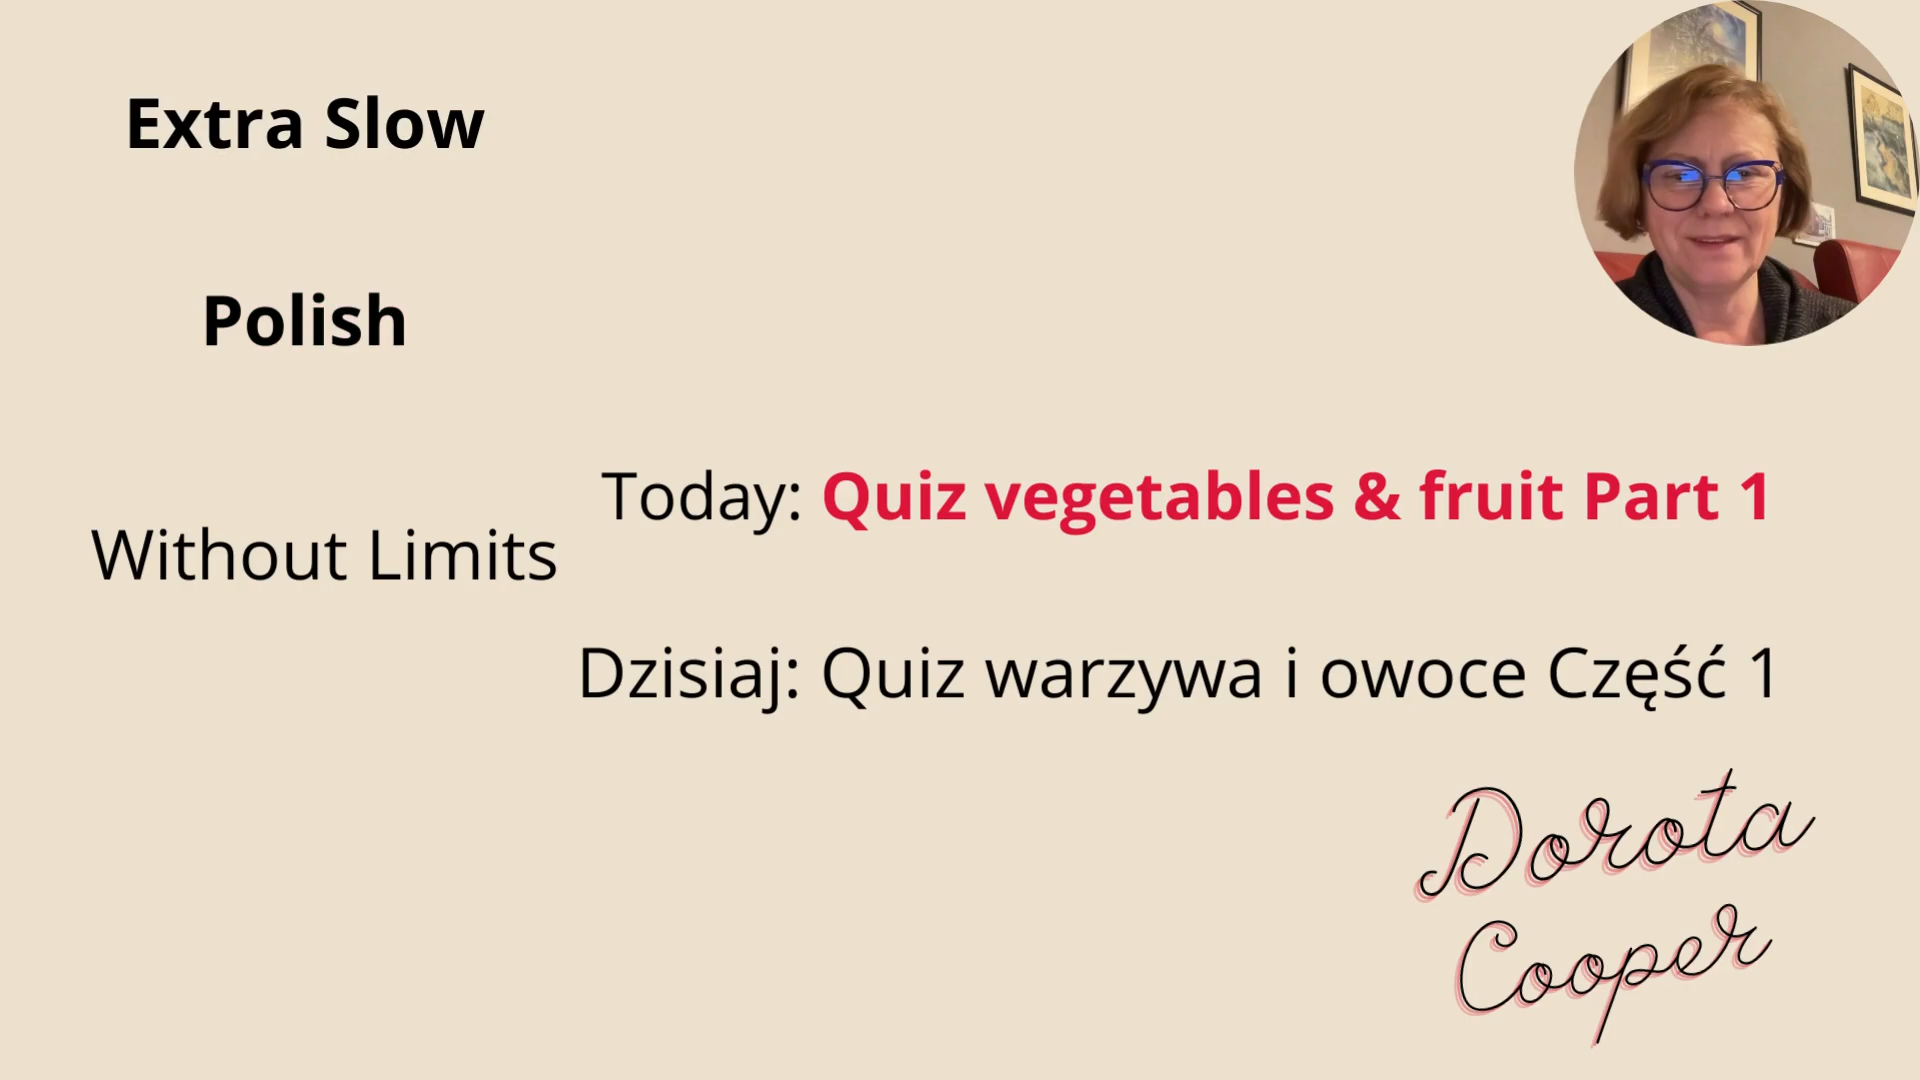 Extra Slow
Polish
Without Limits
Today: Quiz vegetables & fruit Part 1
Dzisiaj: Quiz warzywa i owoce Część 1
Dorota
Cooper